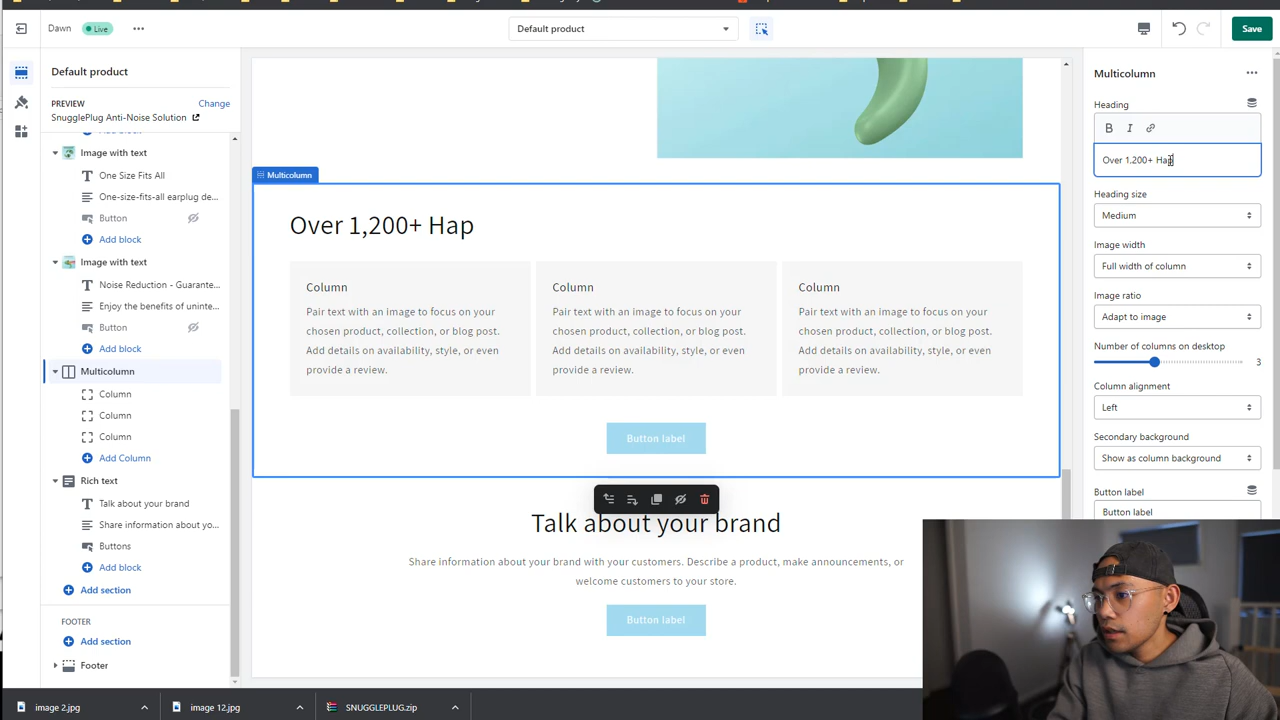 Dawn
Live
Default product
Save
Default product
PREVIEW
Change
SnugglePlug Anti-Noise Solution
Image with text
One Size Fits All
One-size-fits-all earplug de...
Button
Add block
Image with text
Noise Reduction - Guarante...
Enjoy the benefits of uninte...
Button
Add block
Multicolumn
Column
Column
Column
Add Column
Rich text
Talk about your brand
Share information about yo...
Buttons
Add block
Add section
FOOTER
Add section
Footer
Multicolumn
Over 1,200+ Hap
Column
Pair text with an image to focus on your
chosen product, collection, or blog post.
Add details on availability, style, or even
provide a review.
Column
Pair text with an image to focus on your
chosen product, collection, or blog post.
Add details on availability, style, or even
provide a review.
Column
Pair text with an image to focus on your
chosen product, collection, or blog post.
Add details on availability, style, or even
provide a review.
Button label
Talk about your brand
Share information about your brand with your customers. Describe a product, make announcements, or
welcome customers to your store.
Button label
Multicolumn
Heading
B I
Over 1,200+ Hap
Heading size
Medium
Image width
Full width of column
Image ratio
Adapt to image
Number of columns on desktop
3
Column alignment
Left
Secondary background
Show as column background
Button label
Button label
image 2.jpg
image 12.jpg
SNUGGLEPLUG.zip